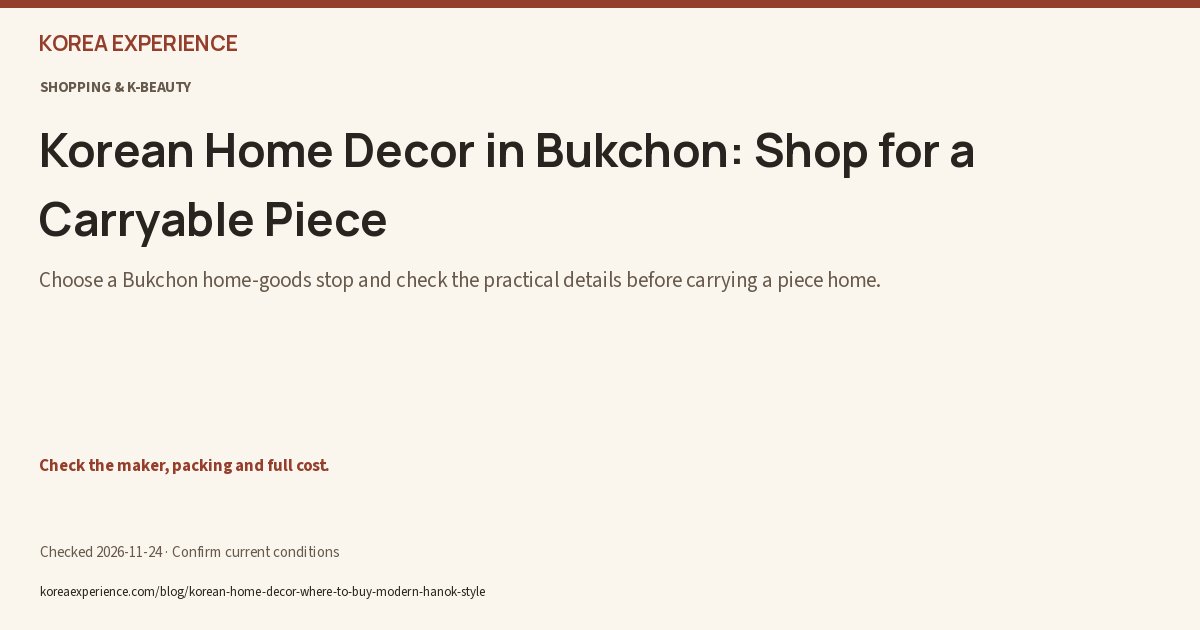 KOREA EXPERIENCE
SHOPPING & K-BEAUTY
Korean Home Decor in Bukchon: Shop for a
Carryable Piece
Choose a Bukchon home-goods stop and check the practical details before carrying a piece home.
Check the maker, packing and full cost.
Checked 2026-11-24 · Confirm current conditions
koreaexperience.com/blog/korean-home-decor-where-to-buy-modern-hanok-style